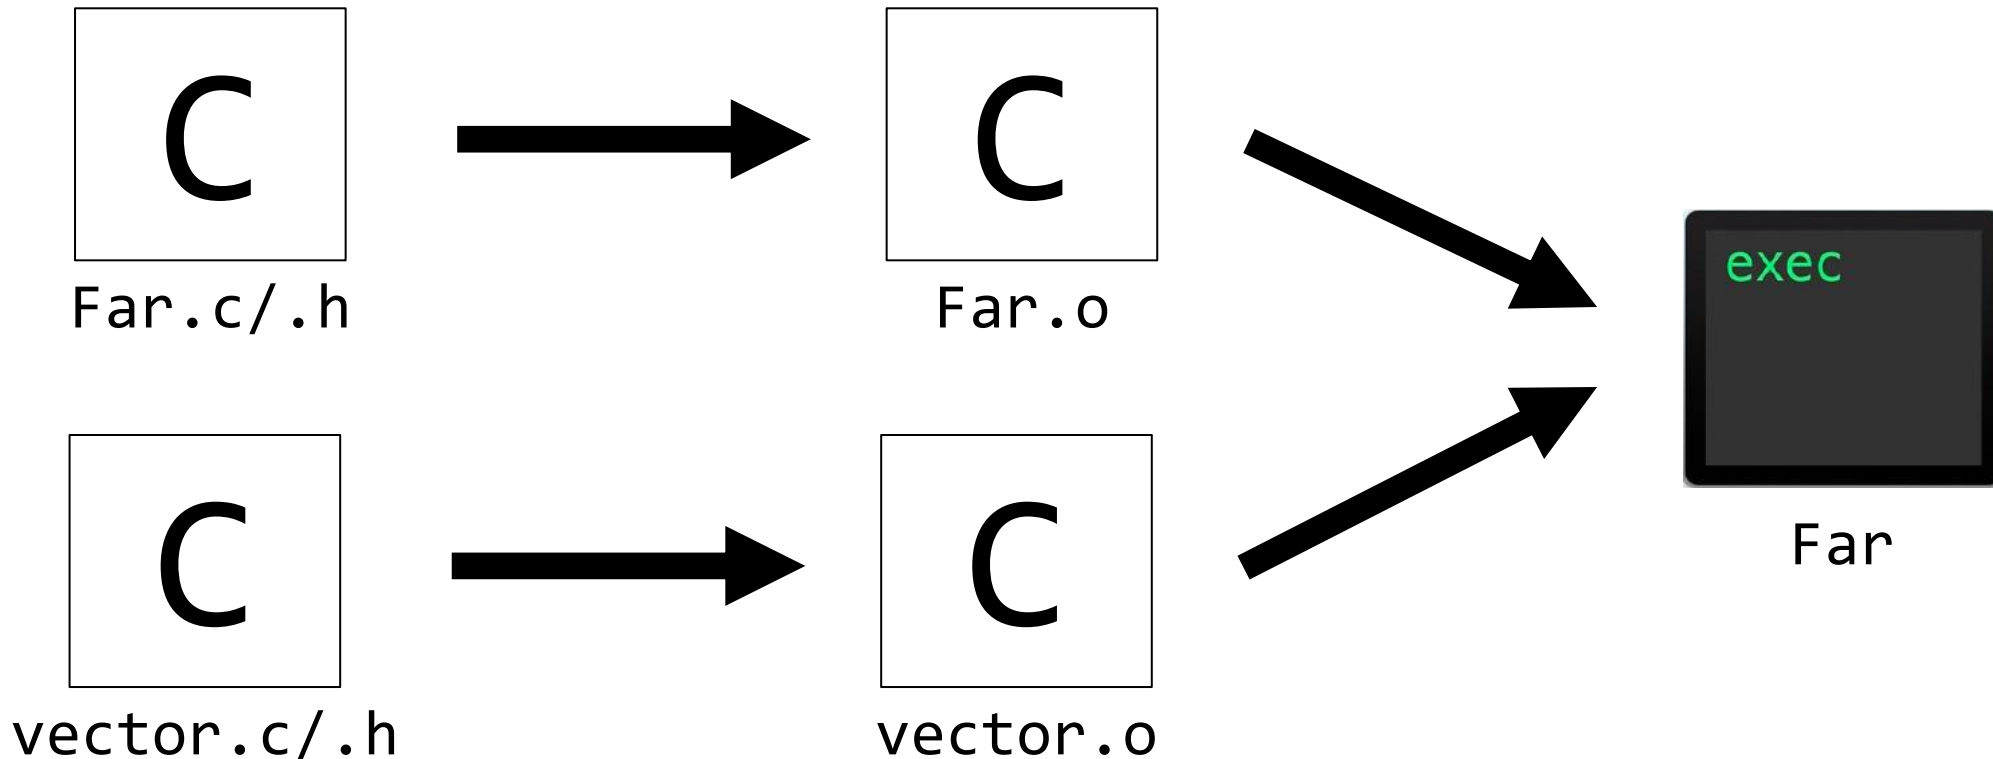 C
C
Far.c/.h
Far.o
exec
Far
C
C
vector.c/.h
vector.o